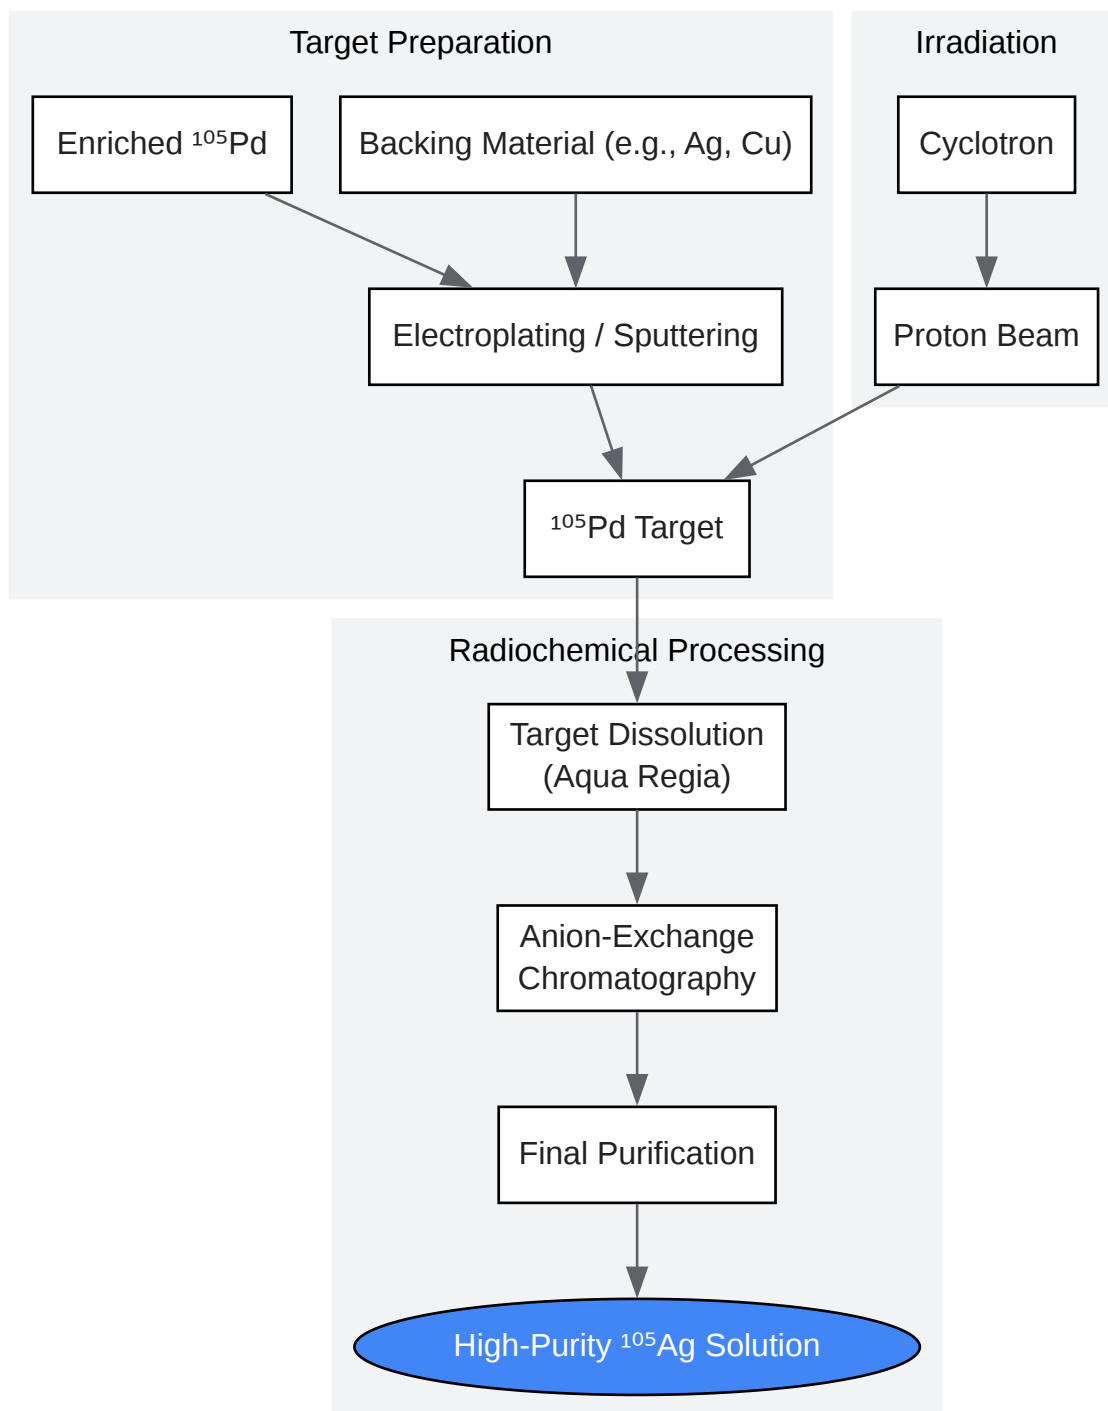 Target Preparation
Irradiation
Enriched ¹⁰⁵Pd
Backing Material (e.g., Ag, Cu)
Cyclotron
Electroplating / Sputtering
Proton Beam
¹⁰⁵Pd Target
Radiochemical Processing
Target Dissolution
(Aqua Regia)
Anion-Exchange
Chromatography
Final Purification
High-Purity ¹⁰⁵Ag Solution